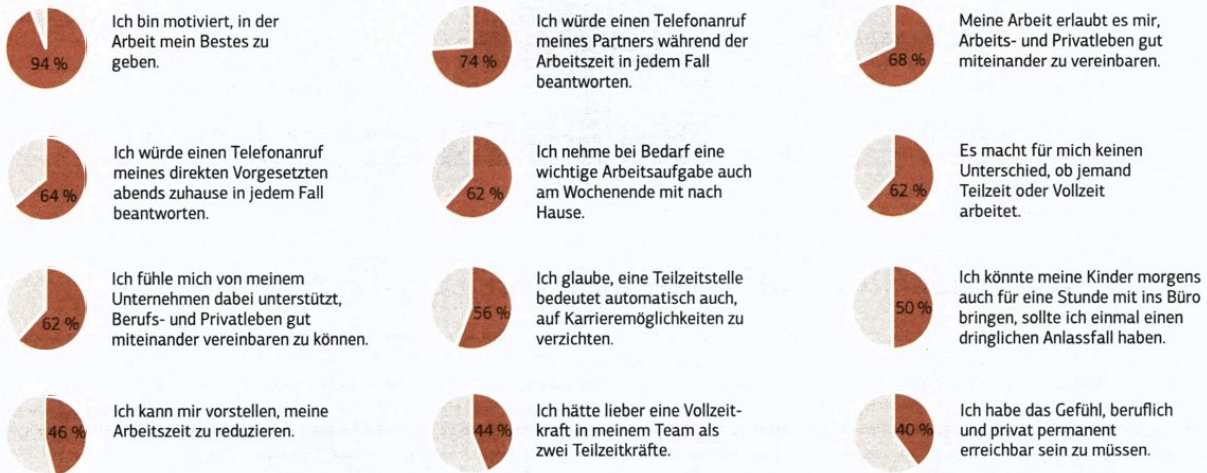 94 %
Ich bin motiviert, in der
Arbeit mein Bestes zu
geben.
74 %
Ich würde einen Telefonanruf
meines Partners während der
Arbeitszeit in jedem Fall
beantworten.
68 %
Meine Arbeit erlaubt es mir,
Arbeits- und Privatleben gut
miteinander zu vereinbaren.
64 %
Ich würde einen Telefonanruf
meines direkten Vorgesetzten
abends zuhause in jedem Fall
beantworten.
62 %
Ich nehme bei Bedarf eine
wichtige Arbeitsaufgabe auch
am Wochenende mit nach
Hause.
62 %
Es macht für mich keinen
Unterschied, ob jemand
Teilzeit oder Vollzeit
arbeitet.
62 %
Ich fühle mich von meinem
Unternehmen dabei unterstützt,
Berufs- und Privatleben gut
miteinander vereinbaren zu können.
56 %
Ich glaube, eine Teilzeitstelle
bedeutet automatisch auch,
auf Karrieremöglichkeiten zu
verzichten.
50 %
Ich könnte meine Kinder morgens
auch für eine Stunde mit ins Büro
bringen, sollte ich einmal einen
dringlichen Anlassfall haben.
46 %
Ich kann mir vorstellen, meine
Arbeitszeit zu reduzieren.
44 %
Ich hätte lieber eine Vollzeit-
kraft in meinem Team als
zwei Teilzeitkräfte.
40 %
Ich habe das Gefühl, beruflich
und privat permanent
erreichbar sein zu müssen.